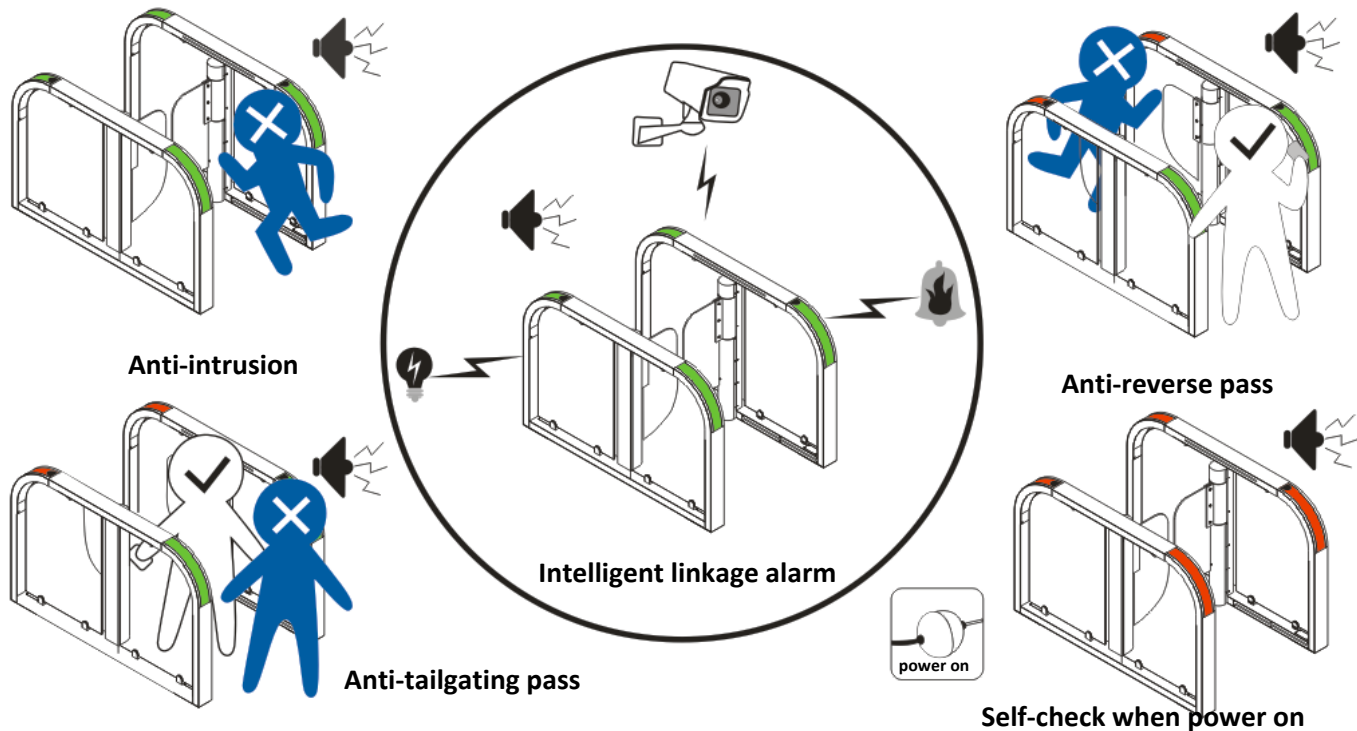 Anti-intrusion
Anti-reverse pass
Intelligent linkage alarm
power on
Anti-tailgating pass
Self-check when power on